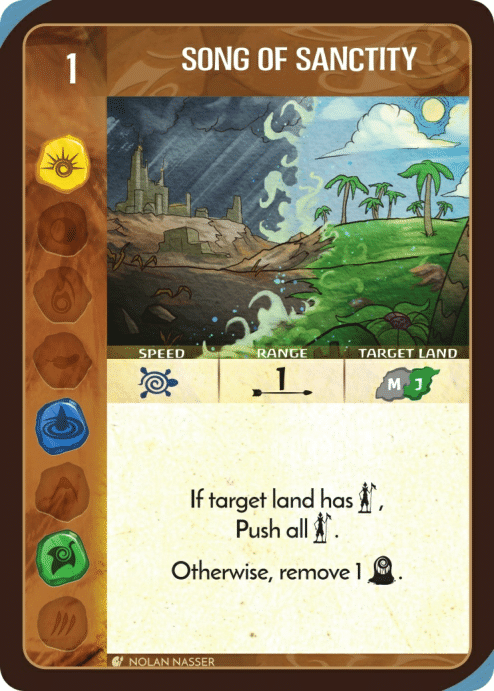 1
SONG OF SANCTITY
SPEED RANGE TARGET LAND
1 M J
If target land has ,
Push all .
Otherwise, remove 1 .
NOLAN NASSER